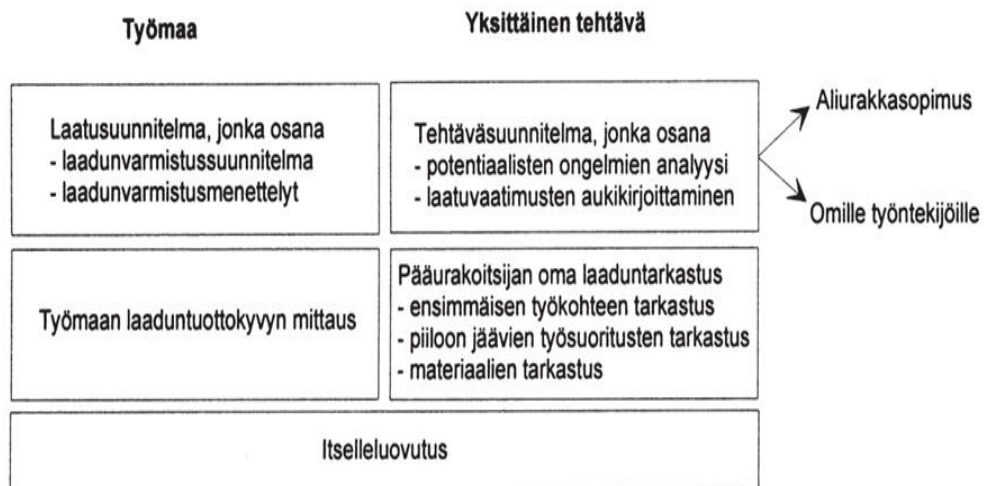 Työmaa
Yksittäinen tehtävä
Laatusuunnitelma, jonka osana
- laadunvarmistussuunnitelma
- laadunvarmistusmenettelyt
Tehtäväsuunnitelma, jonka osana
- potentiaalisten ongelmien analyysi
- laatuvaatimusten aukikirjoittaminen
Aliurakkasopimus
Omille työntekijöille
Työmaan laaduntuottokyvyn mittaus
Pääurakoitsijan oma laaduntarkastus
- ensimmäisen työkohteen tarkastus
- piiloon jäävien työsuoritusten tarkastus
- materiaalien tarkastus
Itselleluovutus